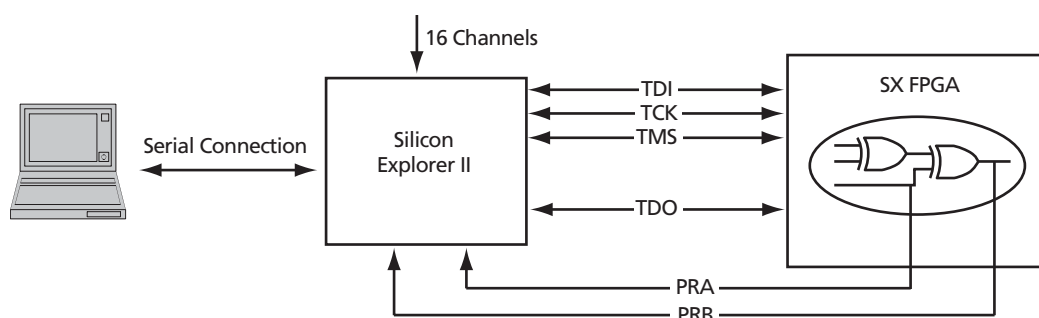 16 Channels
TDI
SX FPGA
TCK
TMS
Serial Connection
Silicon
Explorer II
TDO
PRA
PRB